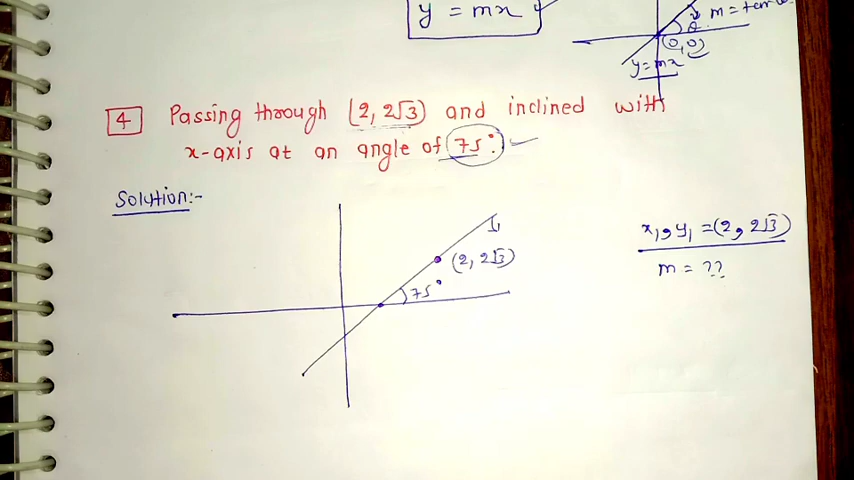 y = mx
m = tan
θ
(0,0)
y = mx
4 Passing through (2, 2√3) and inclined with
x-axis at an angle of 75°.
Solution:-
(2, 2√3)
75°
x₁, y₁ = (2, 2√3)
m = ??